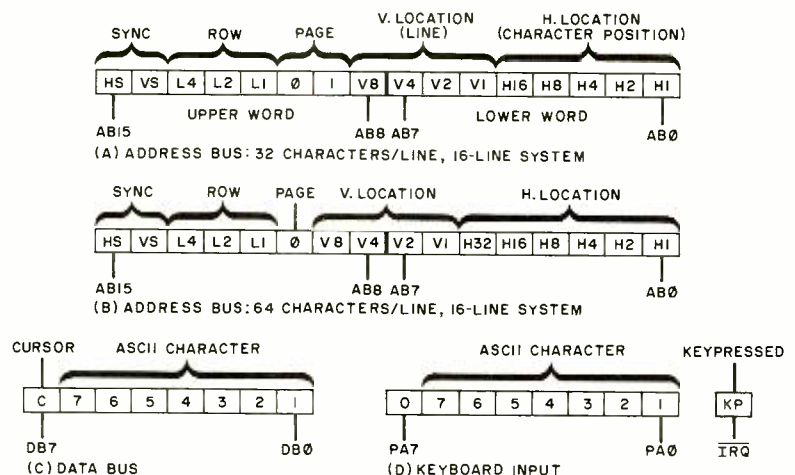 V. LOCATION H. LOCATION
SYNC ROW PAGE (LINE) (CHARACTER POSITION)
HS VS L4 L2 L1 Ø 1 V8 V4 V2 V1 H16 H8 H4 H2 H1
UPPER WORD LOWER WORD
AB15 AB8 AB7 ABØ
(A) ADDRESS BUS: 32 CHARACTERS/LINE, 16-LINE SYSTEM
SYNC ROW PAGE V. LOCATION H. LOCATION
HS VS L4 L2 L1 Ø V8 V4 V2 V1 H32 H16 H8 H4 H2 H1
AB15 AB8 AB7 ABØ
(B) ADDRESS BUS: 64 CHARACTERS/LINE, 16-LINE SYSTEM
CURSOR ASCII CHARACTER ASCII CHARACTER KEYPRESSED
C 7 6 5 4 3 2 1 O 7 6 5 4 3 2 1 KP
DB7 DBØ PA7 PAØ IRQ
(C) DATA BUS (D) KEYBOARD INPUT